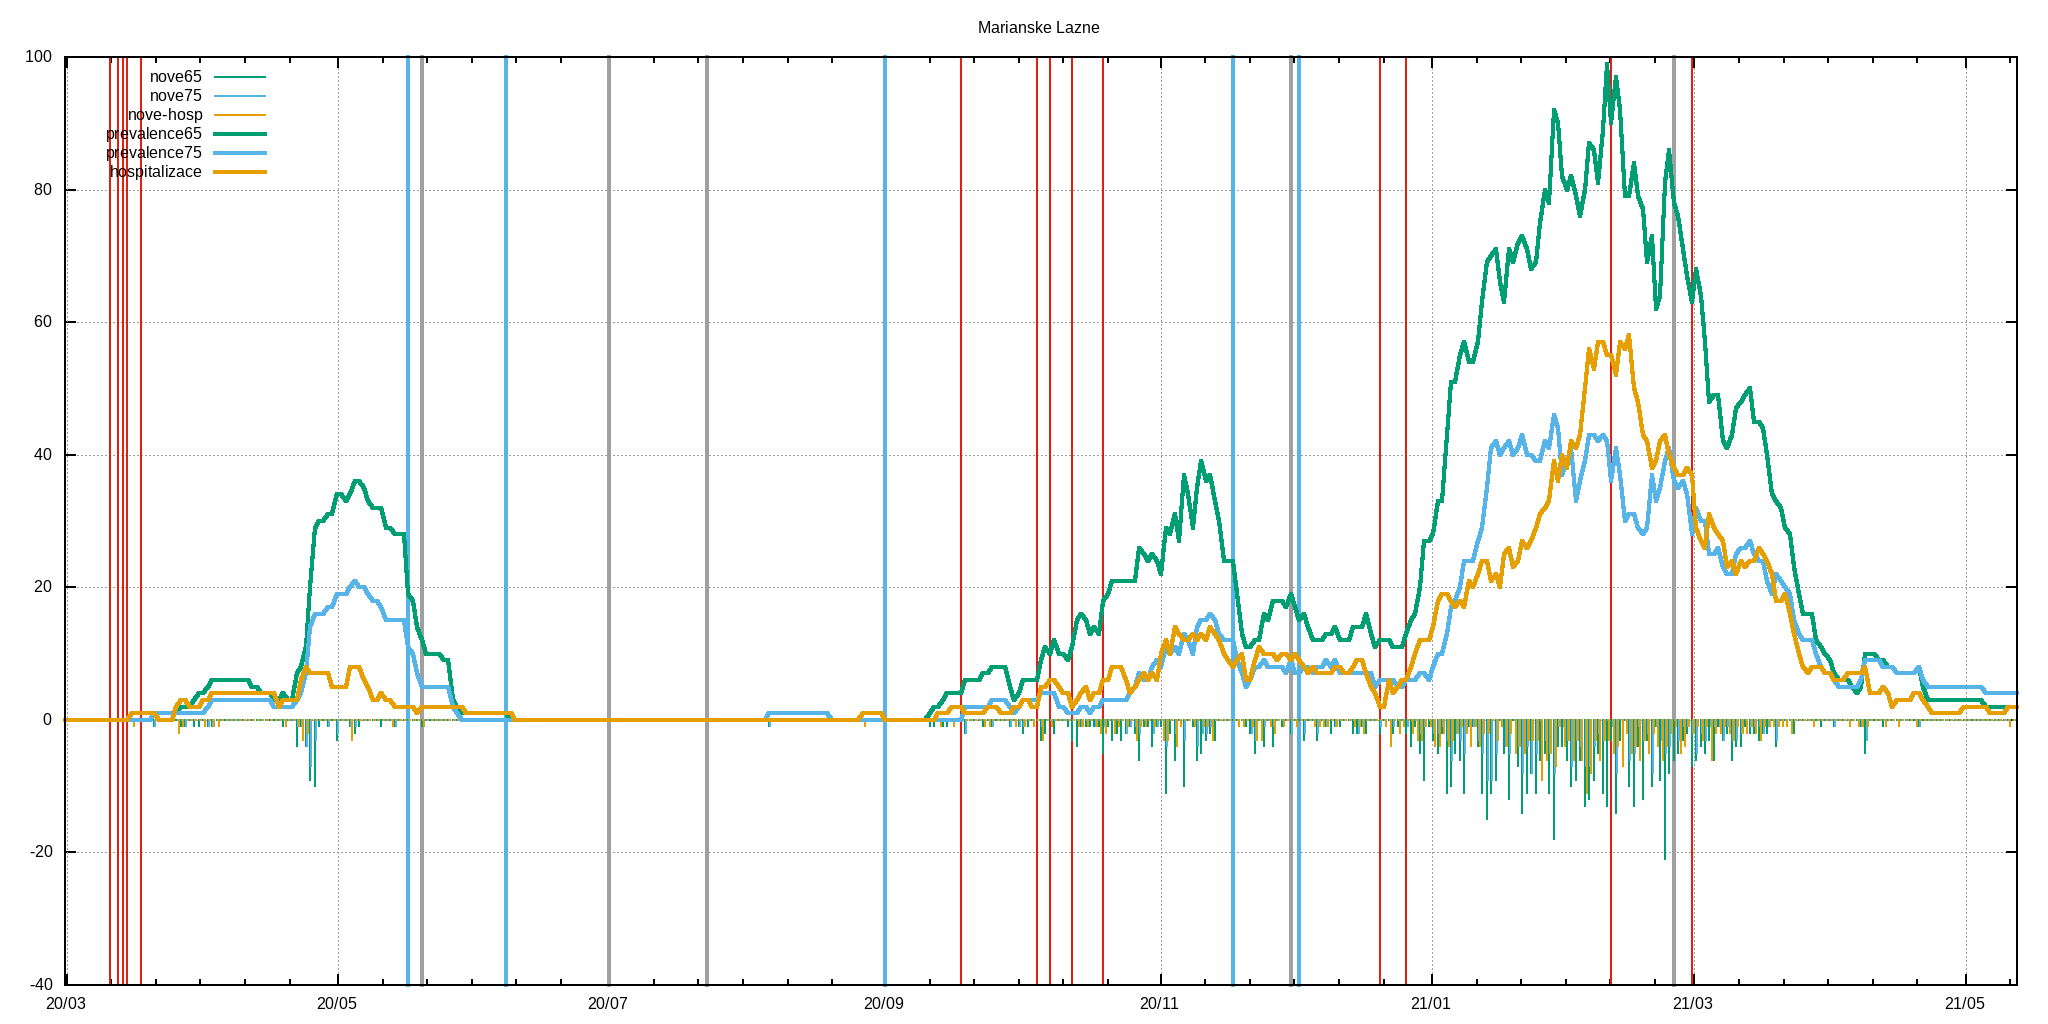 Marianske Lazne
100
80
60
40
20
0
-20
-40
nove65
nove75
nove-hosp
prevalence65
prevalence75
hospitalizace
20/03 20/05 20/07 20/09 20/11 21/01 21/03 21/05